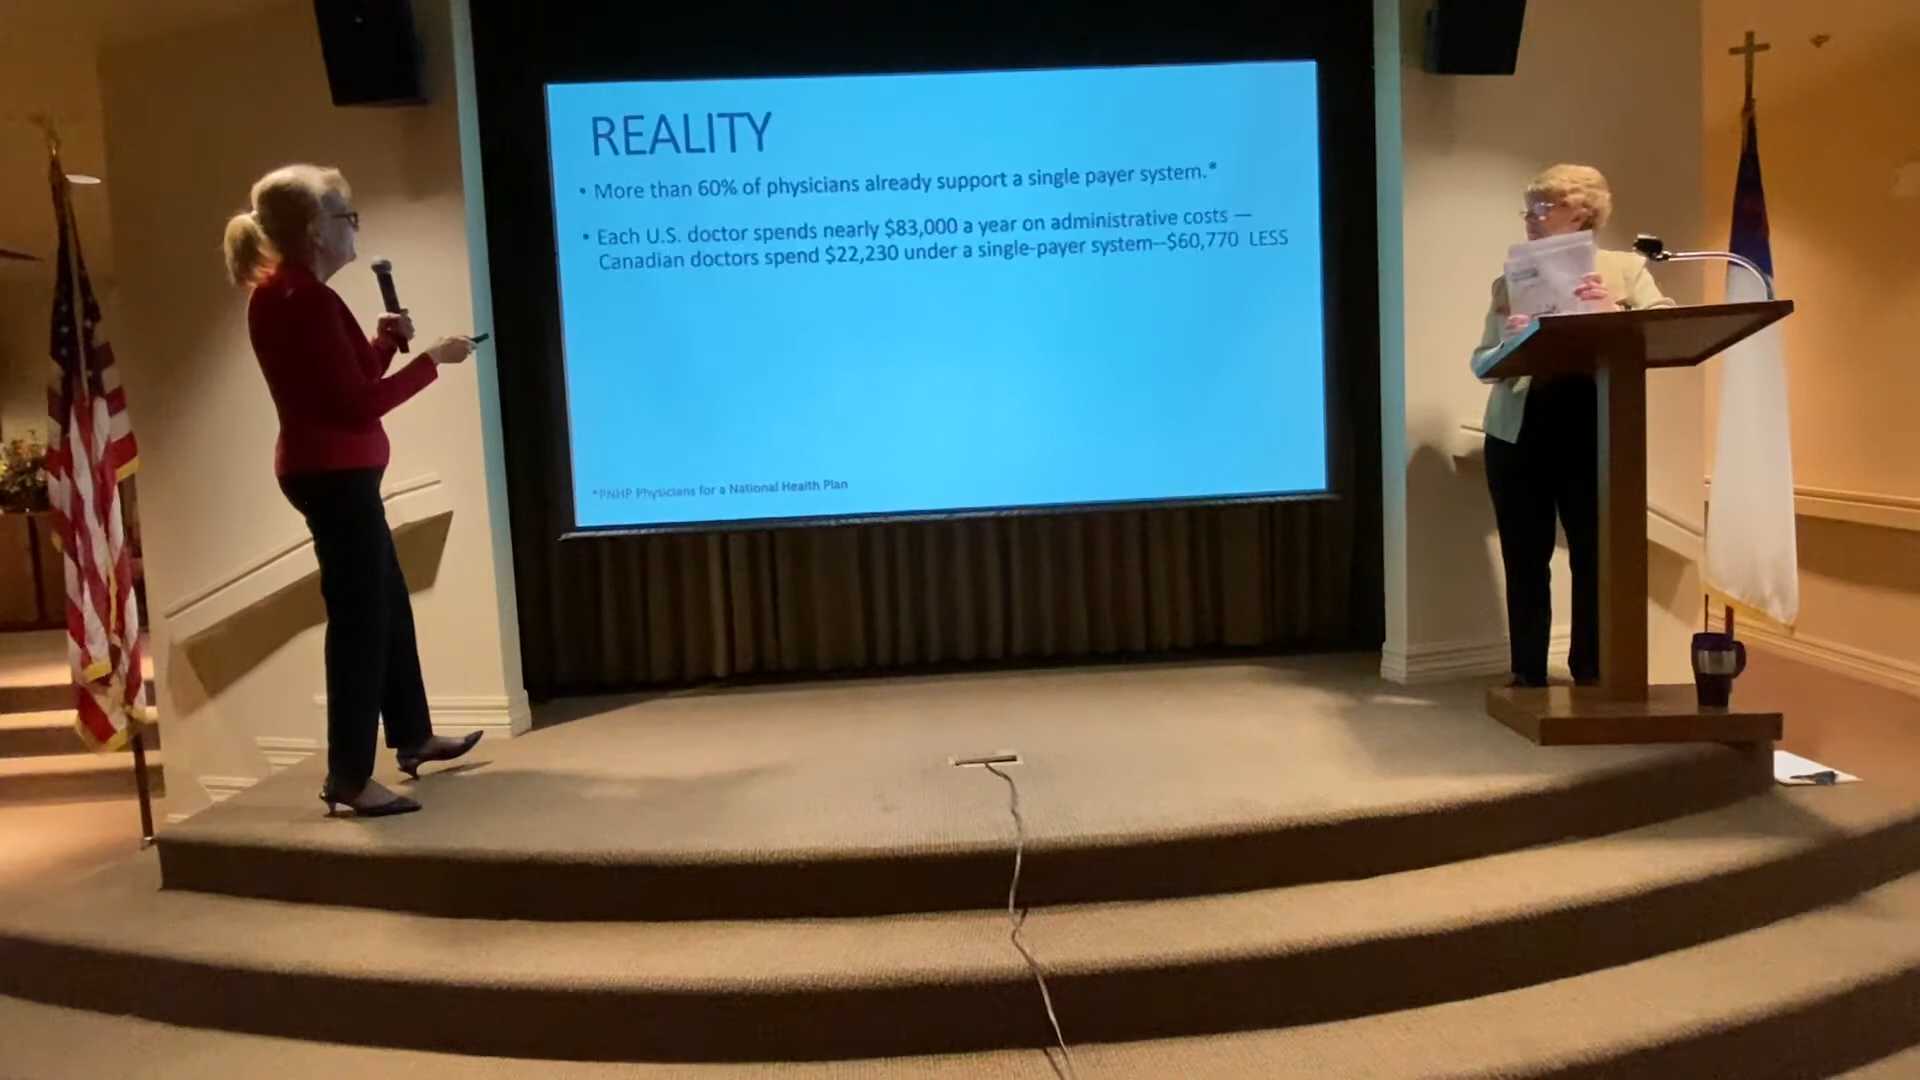 REALITY
• More than 60% of physicians already support a single payer system.*
• Each U.S. doctor spends nearly $83,000 a year on administrative costs —
Canadian doctors spend $22,230 under a single-payer system--$60,770 LESS
*PNHP Physicians for a National Health Plan